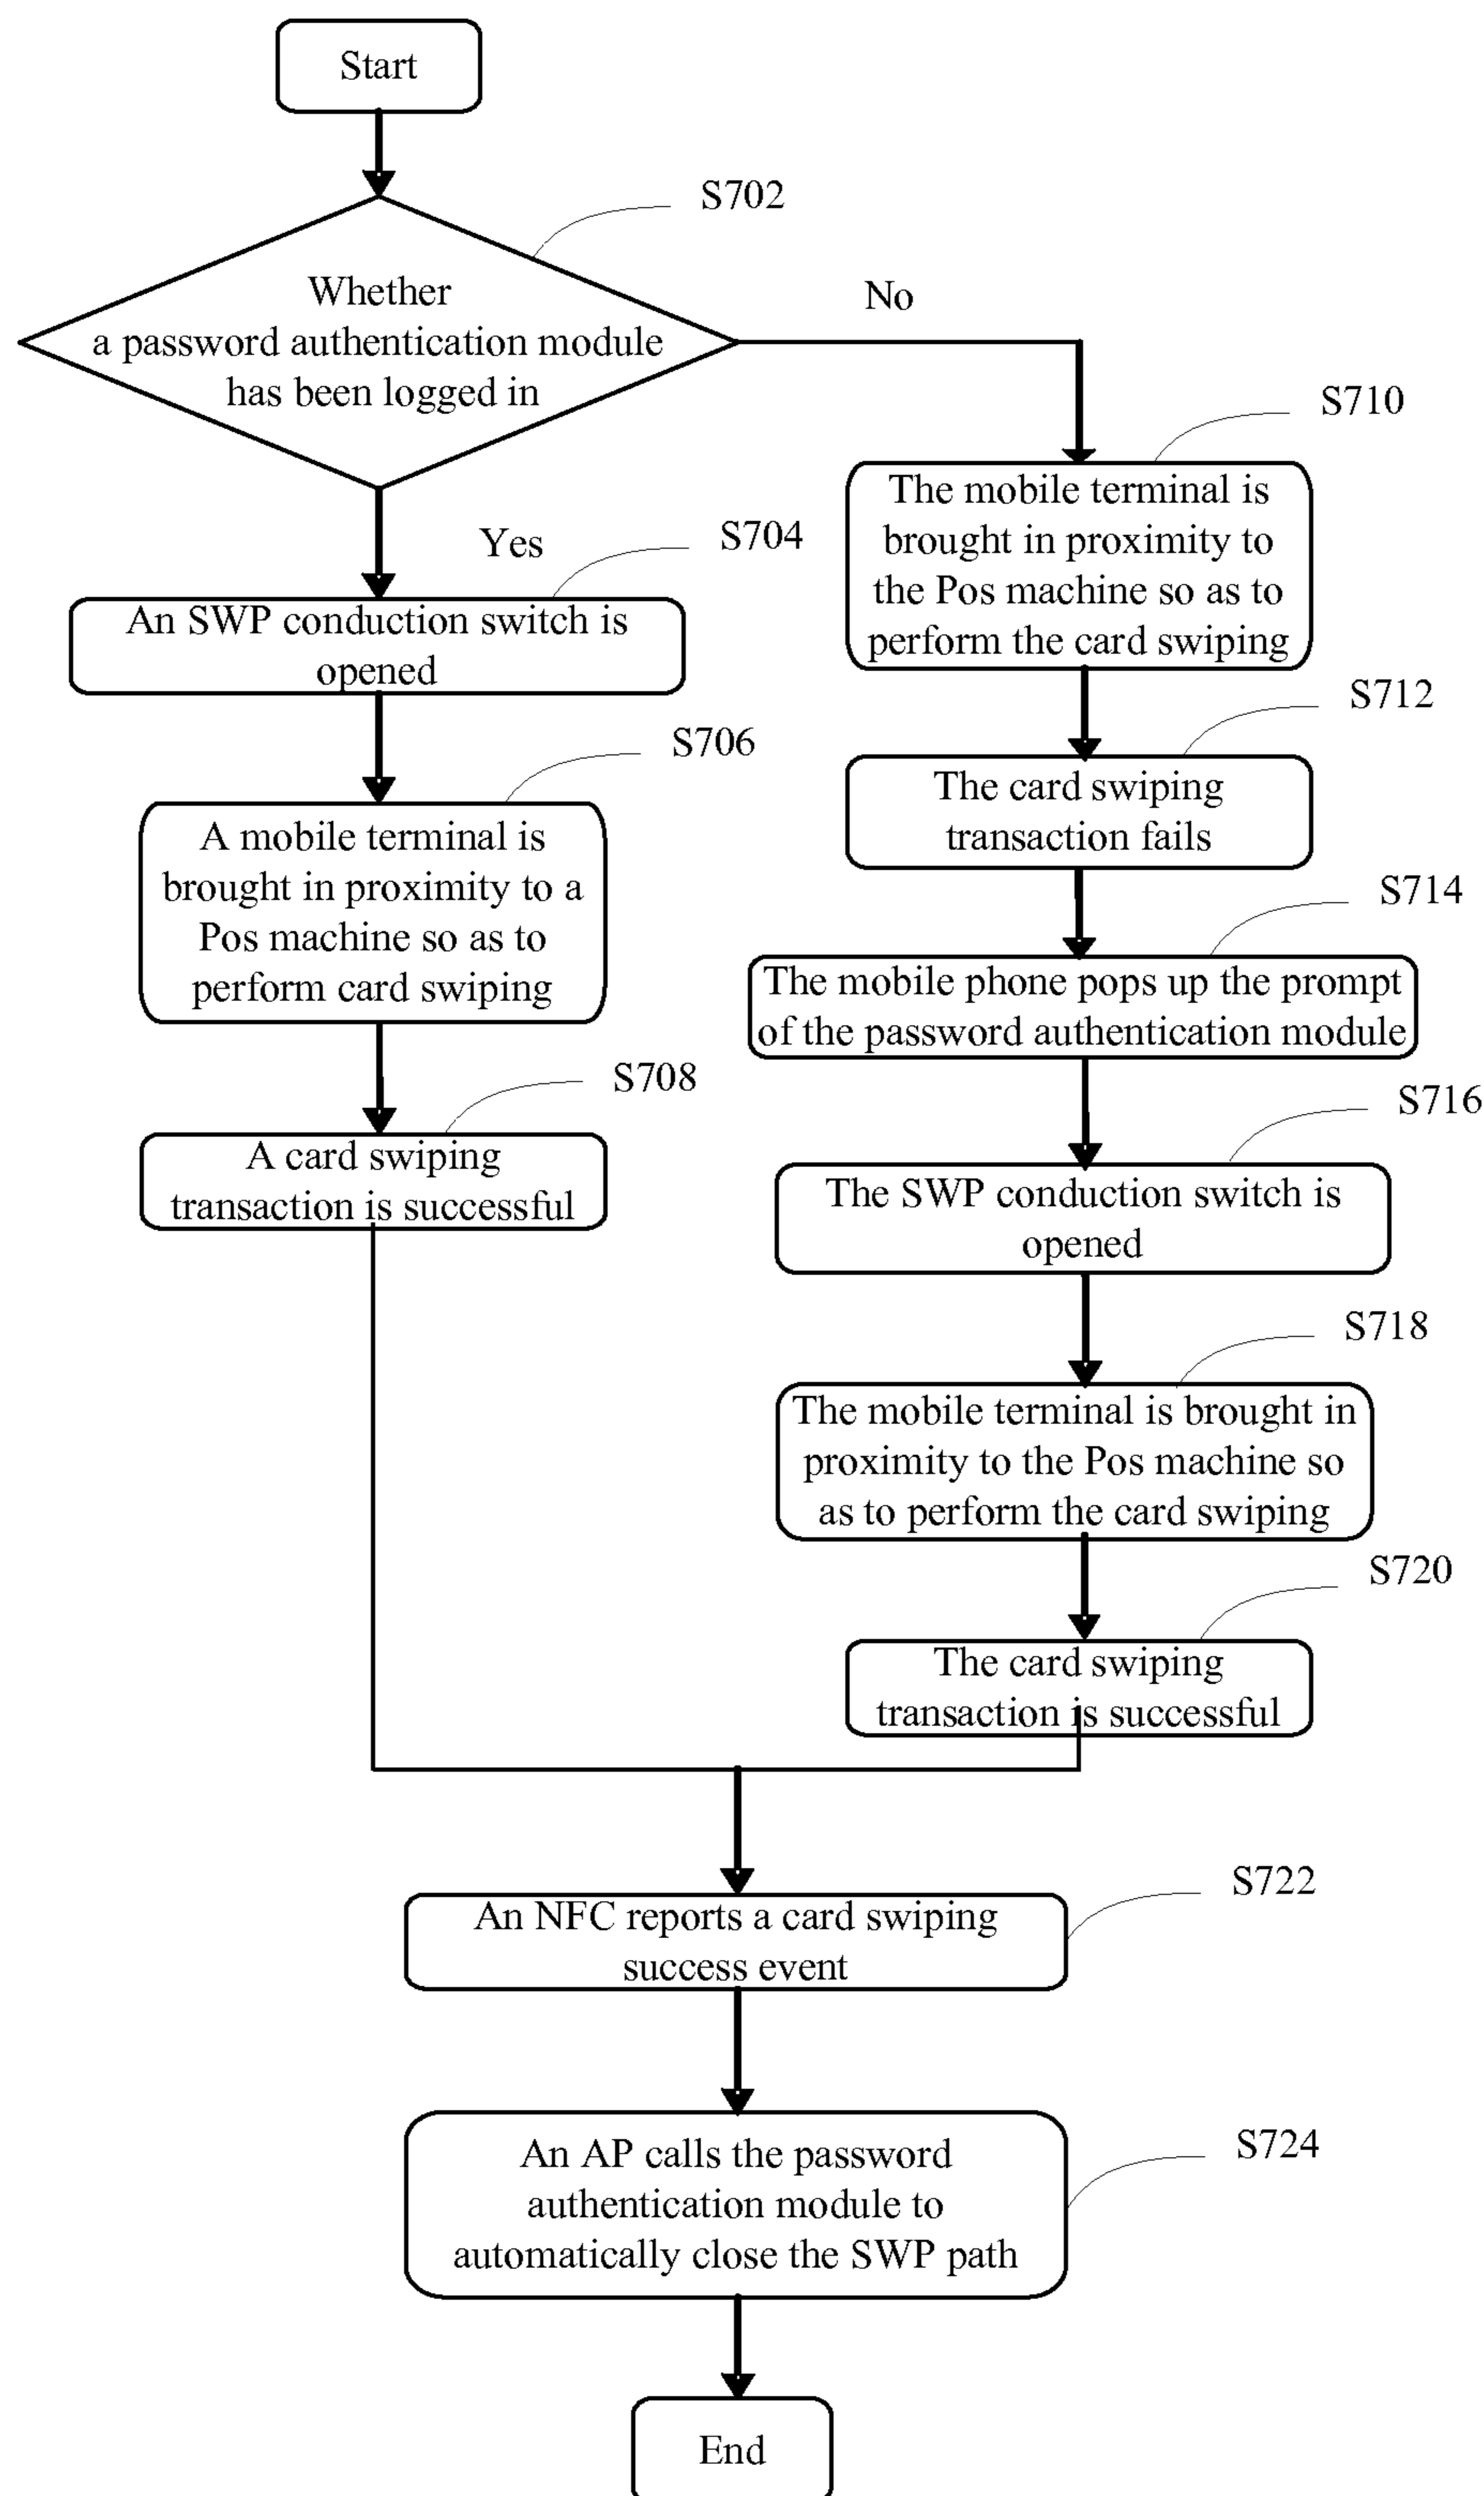 Start
S702
Whether
a password authentication module
has been logged in
No
Yes
S704
An SWP conduction switch is
opened
S706
A mobile terminal is
brought in proximity to a
Pos machine so as to
perform card swiping
S708
A card swiping
transaction is successful
S710
The mobile terminal is
brought in proximity to
the Pos machine so as to
perform the card swiping
S712
The card swiping
transaction fails
S714
The mobile phone pops up the prompt
of the password authentication module
S716
The SWP conduction switch is
opened
S718
The mobile terminal is brought in
proximity to the Pos machine so
as to perform the card swiping
S720
The card swiping
transaction is successful
S722
An NFC reports a card swiping
success event
S724
An AP calls the password
authentication module to
automatically close the SWP path
End